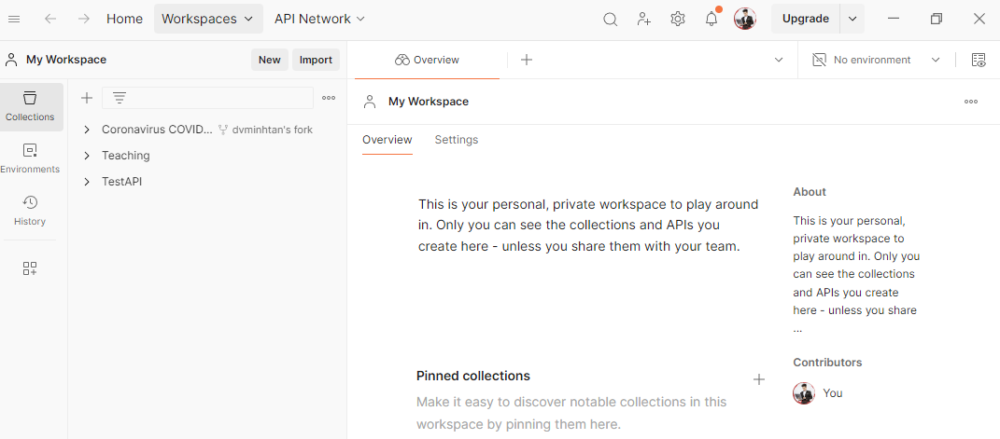 Home Workspaces API Network Upgrade
My Workspace New Import Overview No environment
Collections
Environments
History
Coronavirus COVID... dvminhtan's fork
Teaching
TestAPI
My Workspace
Overview Settings
This is your personal, private workspace to play around
in. Only you can see the collections and APIs you
create here - unless you share them with your team.
Pinned collections
Make it easy to discover notable collections in this
workspace by pinning them here.
About
This is your personal,
private workspace to
play around in. Only you
can see the collections
and APIs you create
here - unless you share
...
Contributors
You